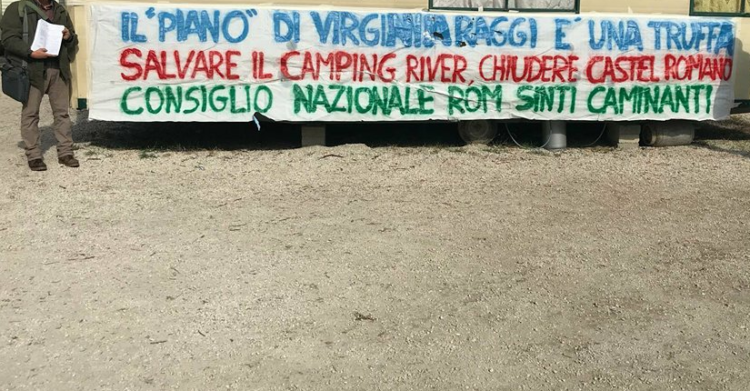 IL "PIANO" DI VIRGINIA RAGGI E' UNA TRUFFA
SALVARE IL CAMPING RIVER, CHIUDERE CASTEL ROMANO
CONSIGLIO NAZIONALE ROM SINTI CAMINANTI